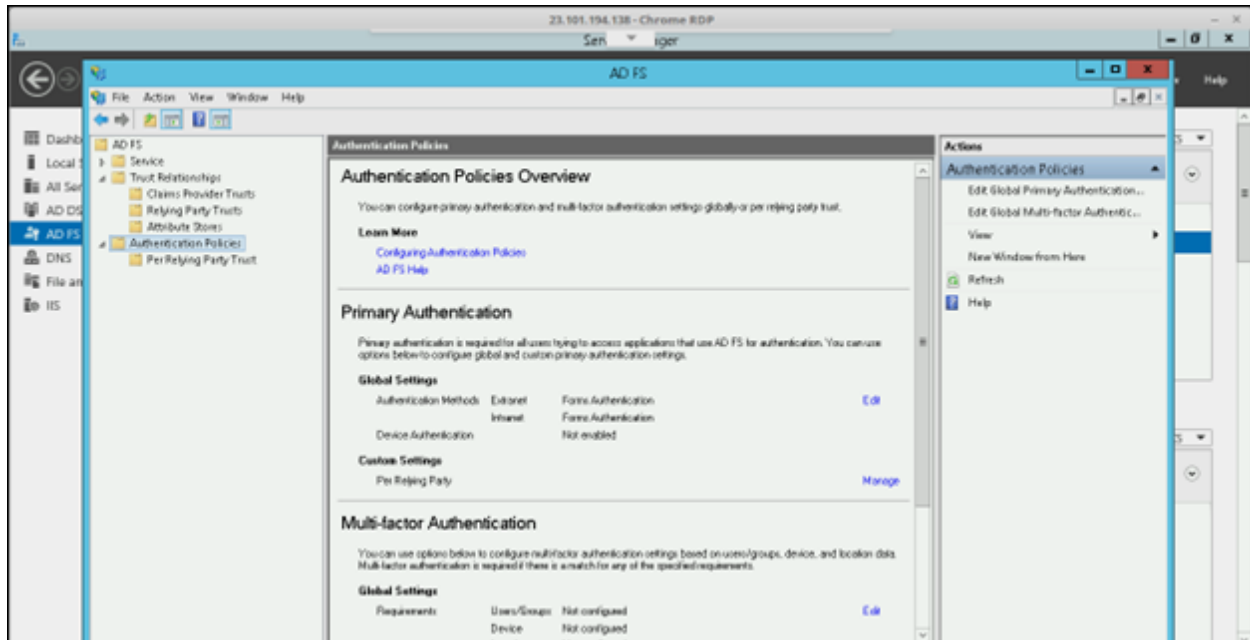 23.101.194.138 - Chrome RDP
AD FS
Help
File Action View Window Help
Dashb
Local S
All Ser
AD DS
AD FS
DNS
File an
IIS
AD FS
Service
Trust Relationships
Claims Provider Trusts
Relying Party Trusts
Attribute Stores
Authentication Policies
Per Relying Party Trust
Authentication Policies
Authentication Policies Overview
You can configure primary authentication and multi-factor authentication settings globally or per relying party trust.
Learn More
Configuring Authentication Policies
AD FS Help
Primary Authentication
Primary authentication is required for all users trying to access applications that use AD FS for authentication. You can use
options below to configure global and custom primary authentication settings.
Global Settings
Authentication Methods Extranet Forms Authentication Edit
Intranet Forms Authentication
Device Authentication Not enabled
Custom Settings
Per Relying Party Manage
Multi-factor Authentication
You can use options below to configure multi-factor authentication settings based on users/groups, device, and location data.
Multi-factor authentication is required if there is a match for any of the specified requirements.
Global Settings
Requirements Users/Groups Not configured Edit
Device Not configured
Actions
Authentication Policies
Edit Global Primary Authentication...
Edit Global Multi-factor Authentic...
View
New Window from Here
Refresh
Help